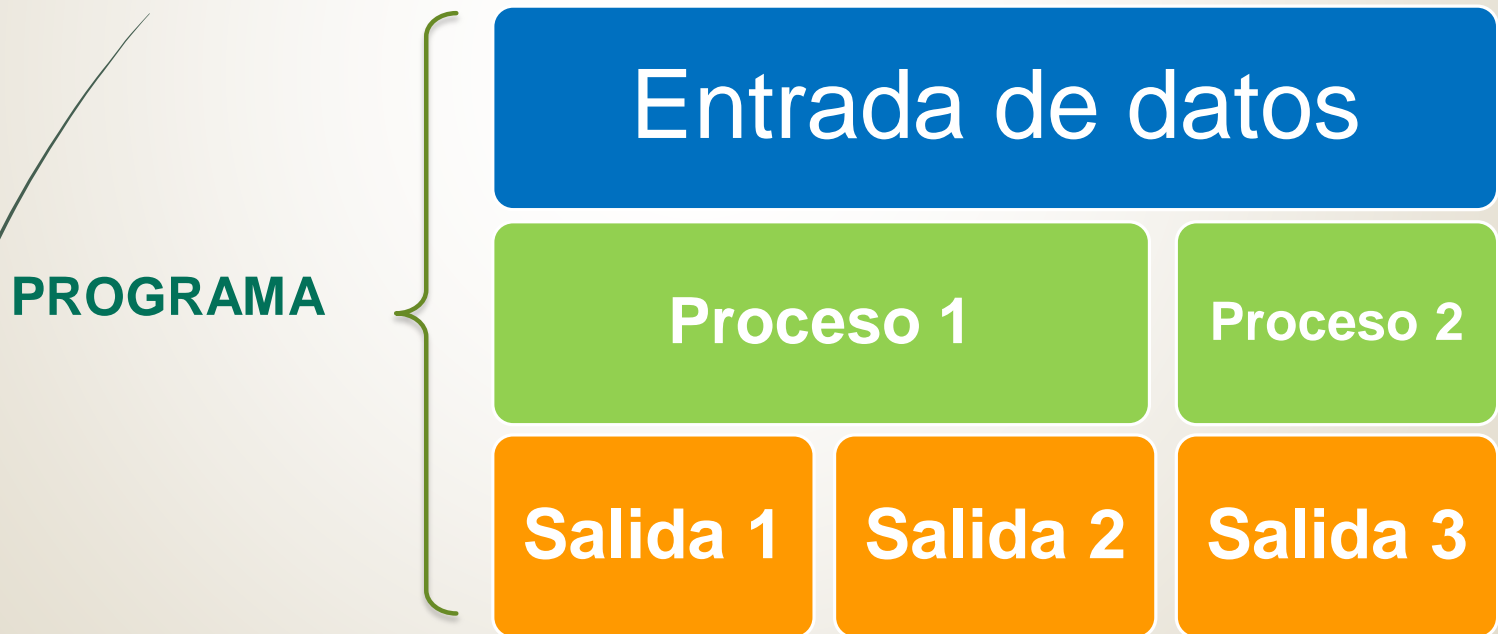 Entrada de datos
PROGRAMA
Proceso 1
Proceso 2
Salida 1
Salida 2
Salida 3